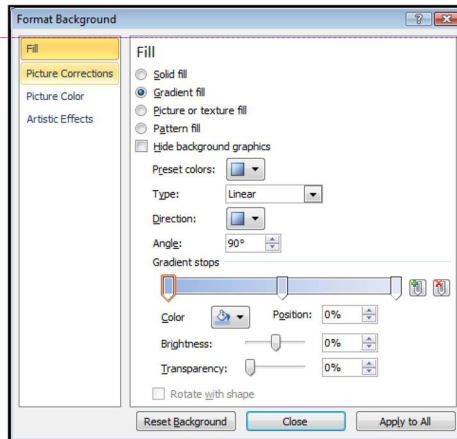 Format Background
Fill
Picture Corrections
Picture Color
Artistic Effects
Fill
Solid fill
Gradient fill
Picture or texture fill
Pattern fill
Hide background graphics
Preset colors:
Type: Linear
Direction:
Angle: 90°
Gradient stops
Color Position: 0%
Brightness: 0%
Transparency: 0%
Rotate with shape
Reset Background Close Apply to All